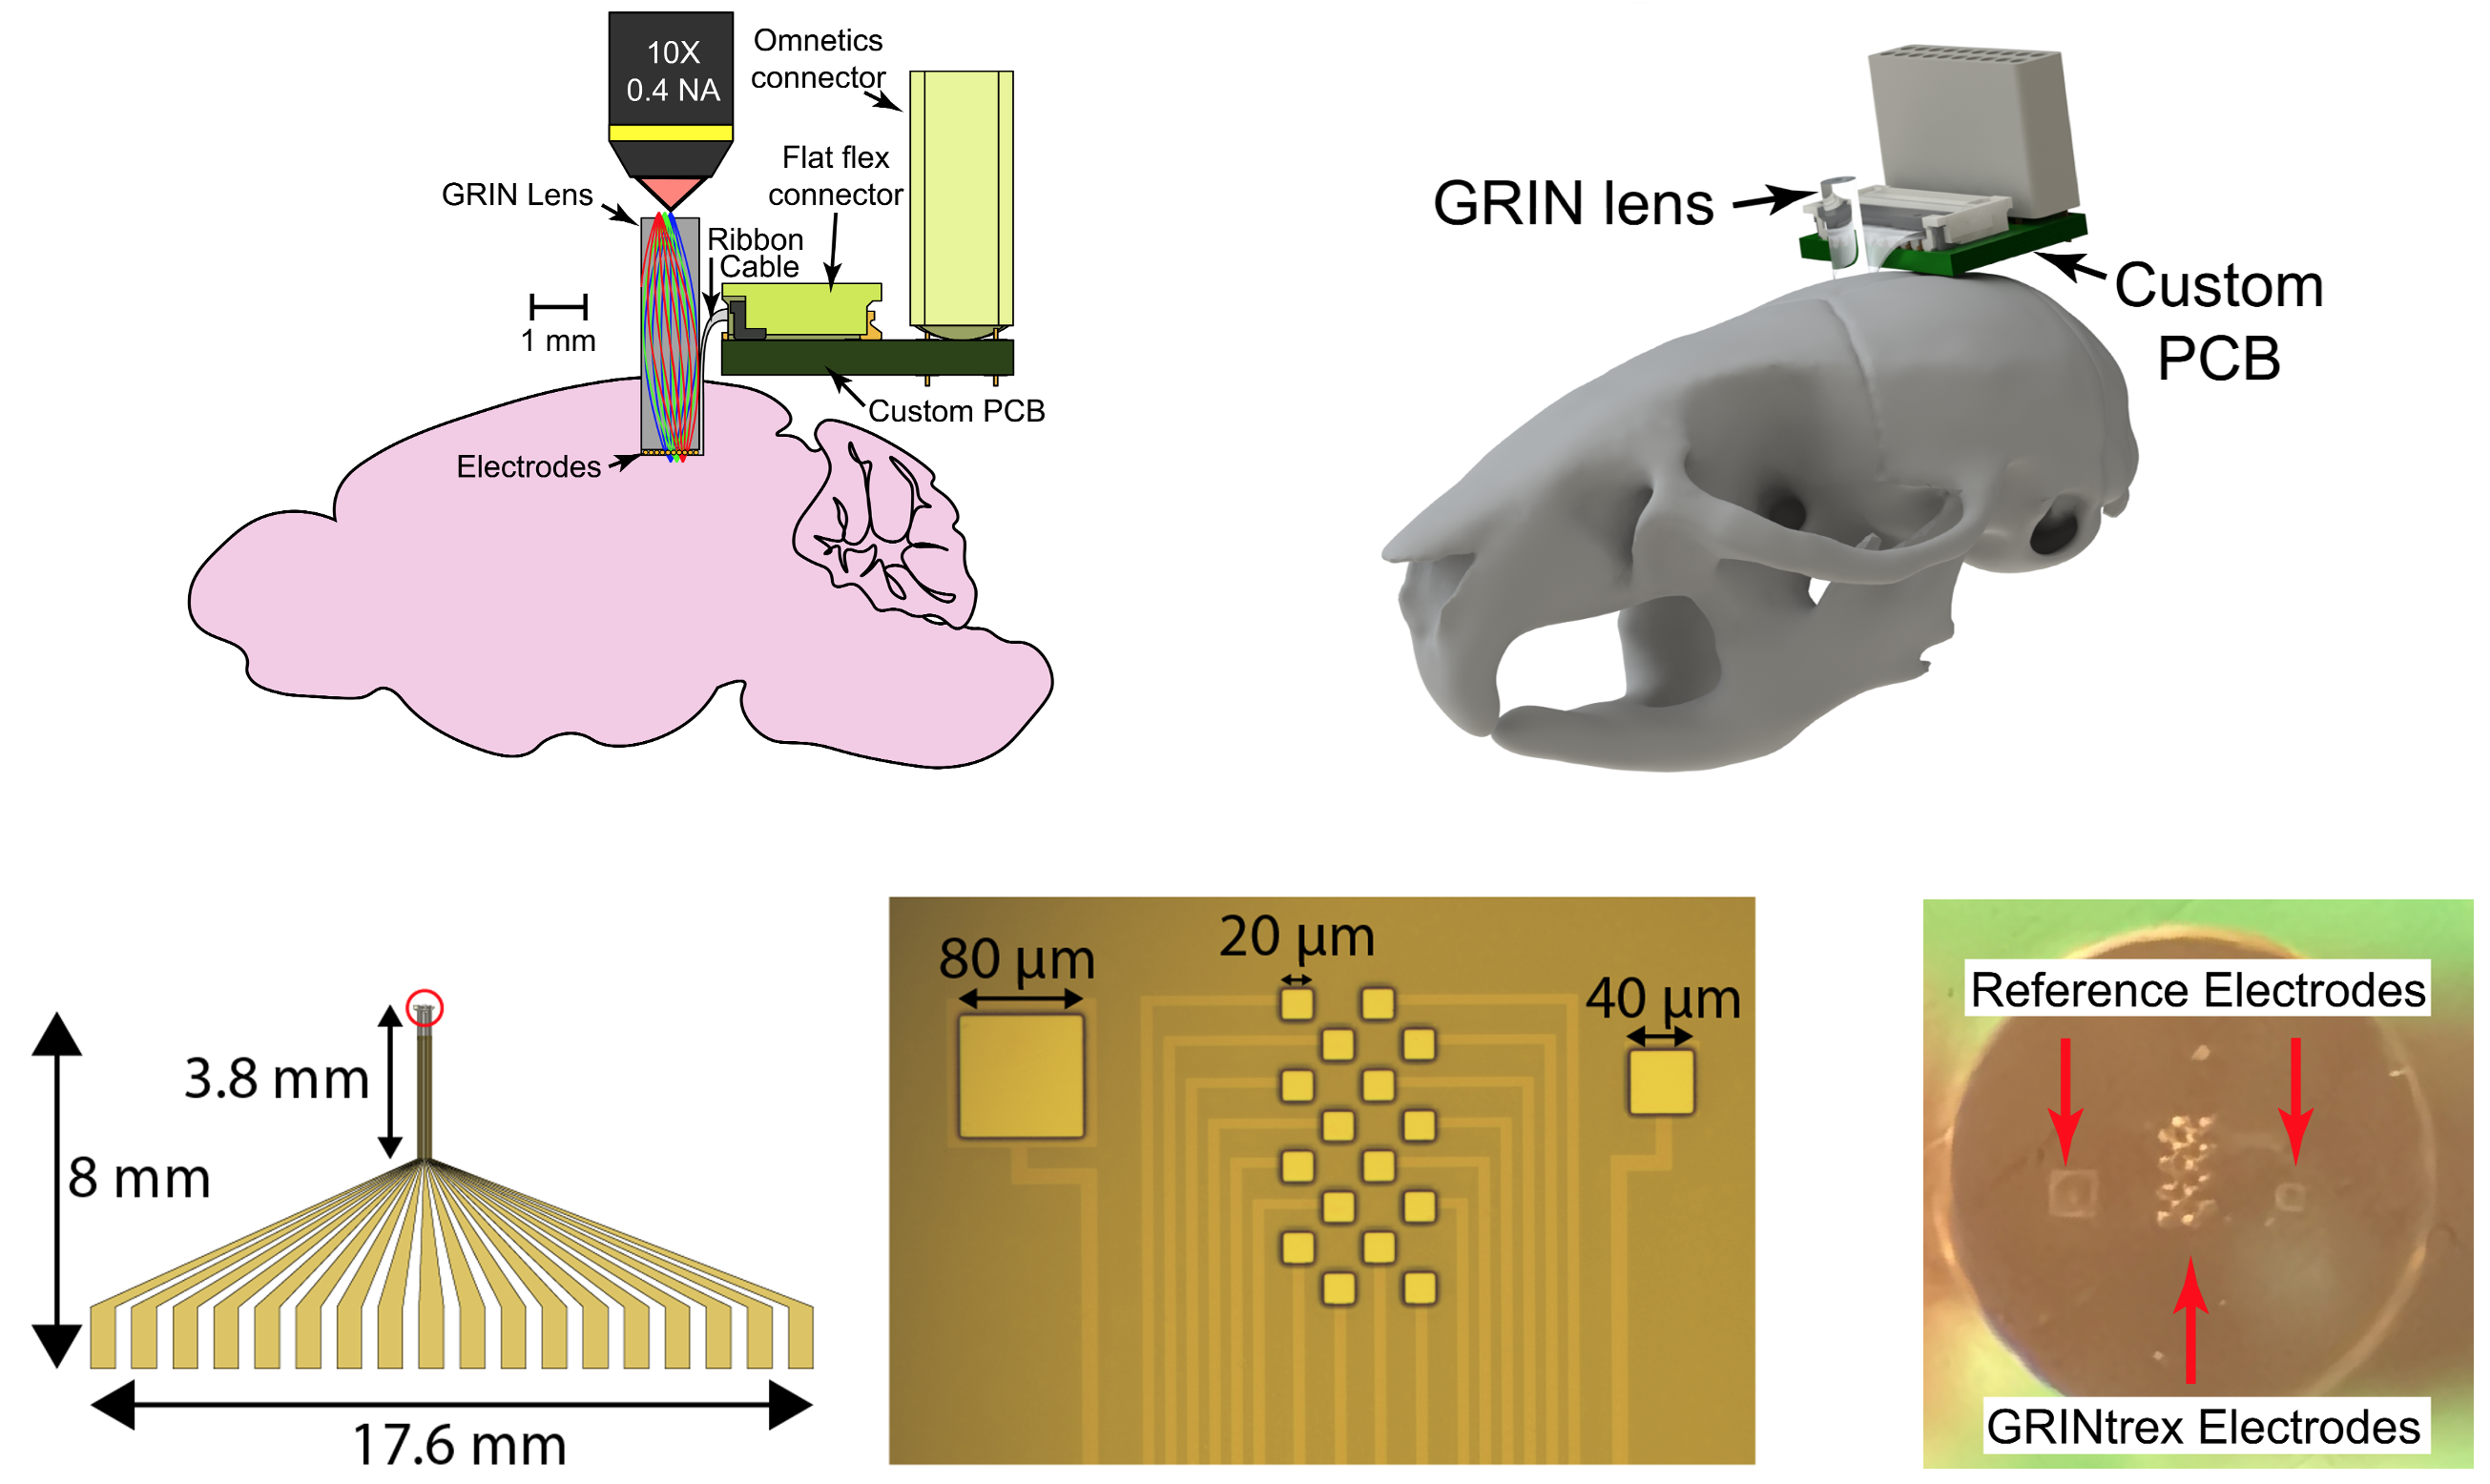 10X
0.4 NA
Omnetics
connector
Flat flex
connector
GRIN Lens
Ribbon
Cable
1 mm
Custom PCB
Electrodes
GRIN lens
Custom
PCB
3.8 mm
8 mm
17.6 mm
80 µm
20 µm
40 µm
Reference Electrodes
GRINtrex Electrodes